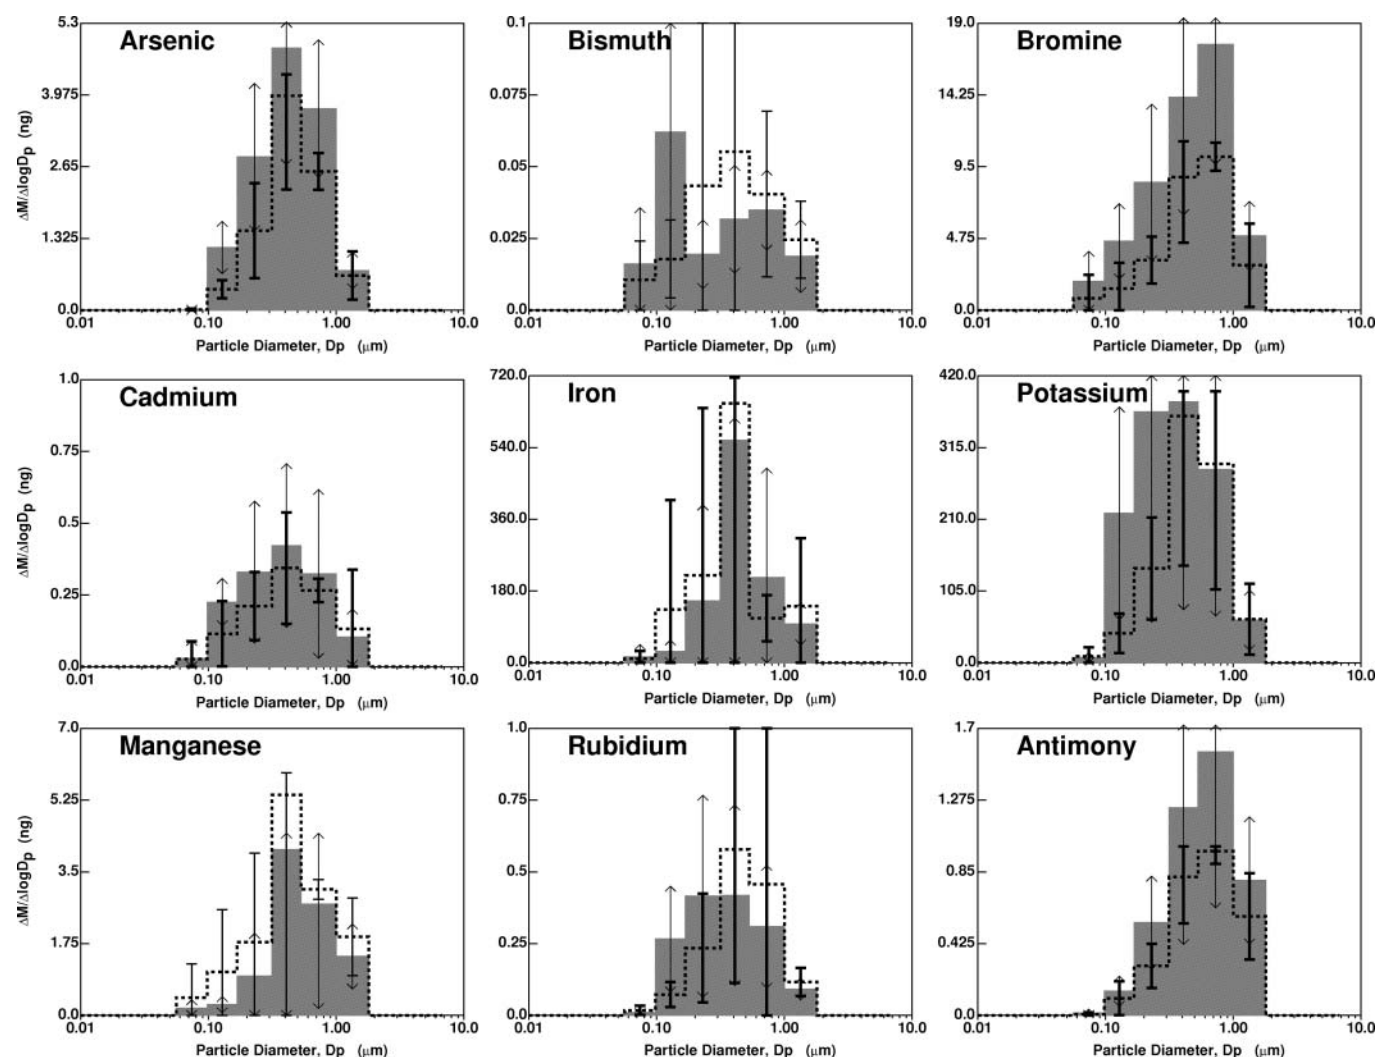 Arsenic
5.3
3.975
2.65
1.325
0.0
ΔM/ΔlogDp (ng)
0.01 0.10 1.00 10.0
Particle Diameter, Dp (μm)
Bismuth
0.1
0.075
0.05
0.025
0.0
0.01 0.10 1.00 10.0
Particle Diameter, Dp (μm)
Bromine
19.0
14.25
9.5
4.75
0.0
0.01 0.10 1.00 10.0
Particle Diameter, Dp (μm)
Cadmium
1.0
0.75
0.5
0.25
0.0
ΔM/ΔlogDp (ng)
0.01 0.10 1.00 10.0
Particle Diameter, Dp (μm)
Iron
720.0
540.0
360.0
180.0
0.0
0.01 0.10 1.00 10.0
Particle Diameter, Dp (μm)
Potassium
420.0
315.0
210.0
105.0
0.0
0.01 0.10 1.00 10.0
Particle Diameter, Dp (μm)
Manganese
7.0
5.25
3.5
1.75
0.0
ΔM/ΔlogDp (ng)
0.01 0.10 1.00 10.0
Particle Diameter, Dp (μm)
Rubidium
1.0
0.75
0.5
0.25
0.0
0.01 0.10 1.00 10.0
Particle Diameter, Dp (μm)
Antimony
1.7
1.275
0.85
0.425
0.0
0.01 0.10 1.00 10.0
Particle Diameter, Dp (μm)